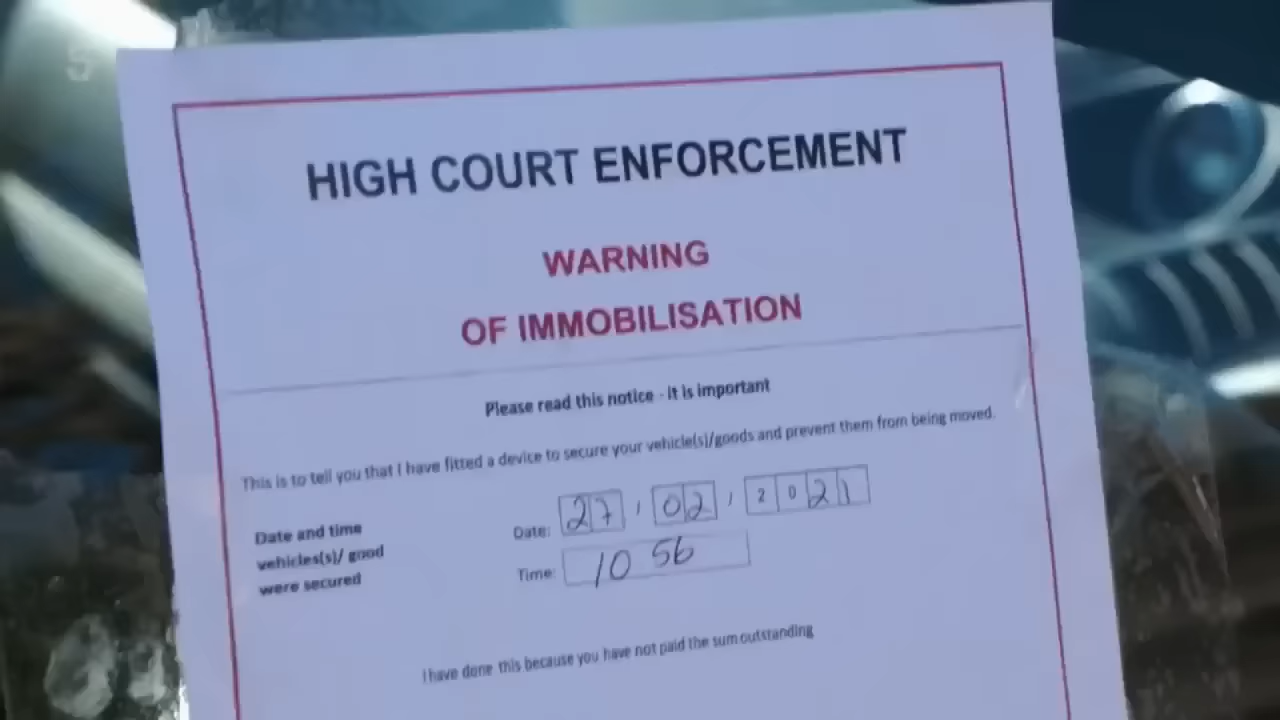 5
HIGH COURT ENFORCEMENT
WARNING
OF IMMOBILISATION
Please read this notice - it is important
This is to tell you that I have fitted a device to secure your vehicle(s)/goods and prevent them from being moved.
Date and time
vehicles(s)/ good
were secured
Date: 27 / 02 / 2021
Time: 10 56
I have done this because you have not paid the sum outstanding